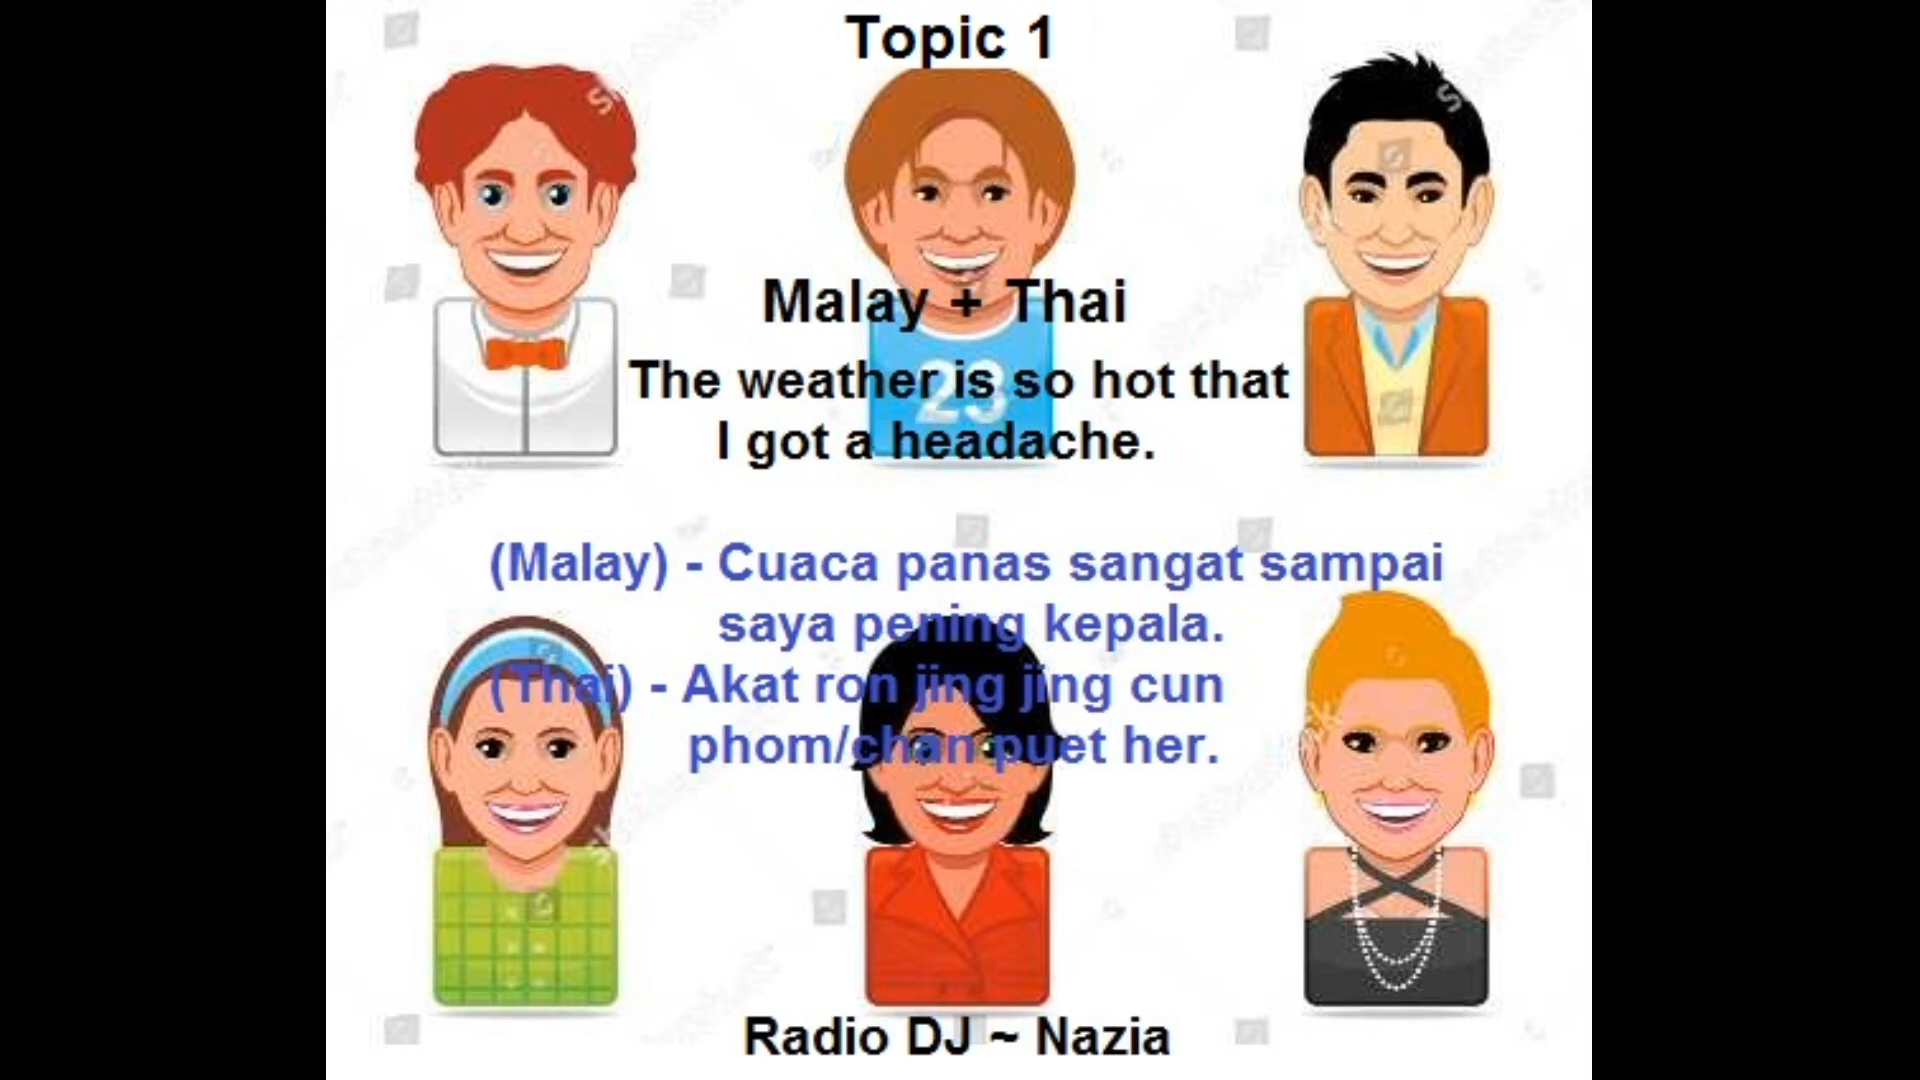 Topic 1
Malay + Thai
23
The weather is so hot that
I got a headache.
(Malay) - Cuaca panas sangat sampai
saya pening kepala.
(Thai) - Akat ron jing jing cun
phom/chan puet her.
Radio DJ ~ Nazia